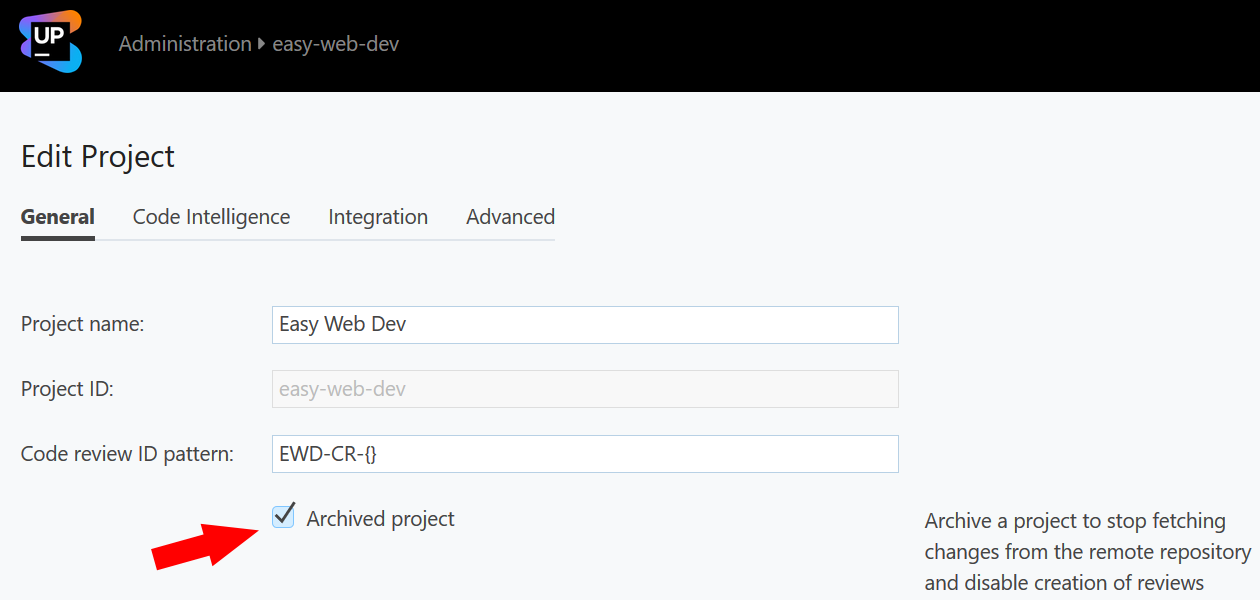 UP
Administration easy-web-dev
Edit Project
General Code Intelligence Integration Advanced
Project name: Easy Web Dev
Project ID: easy-web-dev
Code review ID pattern: EWD-CR-{}
Archived project
Archive a project to stop fetching
changes from the remote repository
and disable creation of reviews